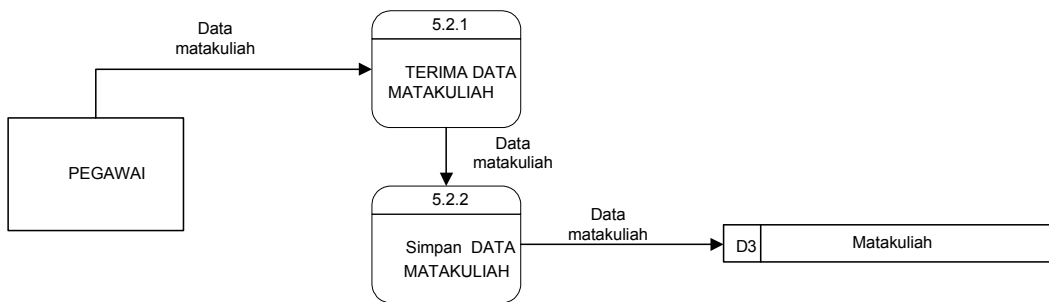 Data
matakuliah
5.2.1
TERIMA DATA
MATAKULIAH
PEGAWAI
Data
matakuliah
5.2.2
Simpan DATA
MATAKULIAH
Data
matakuliah
D3
Matakuliah